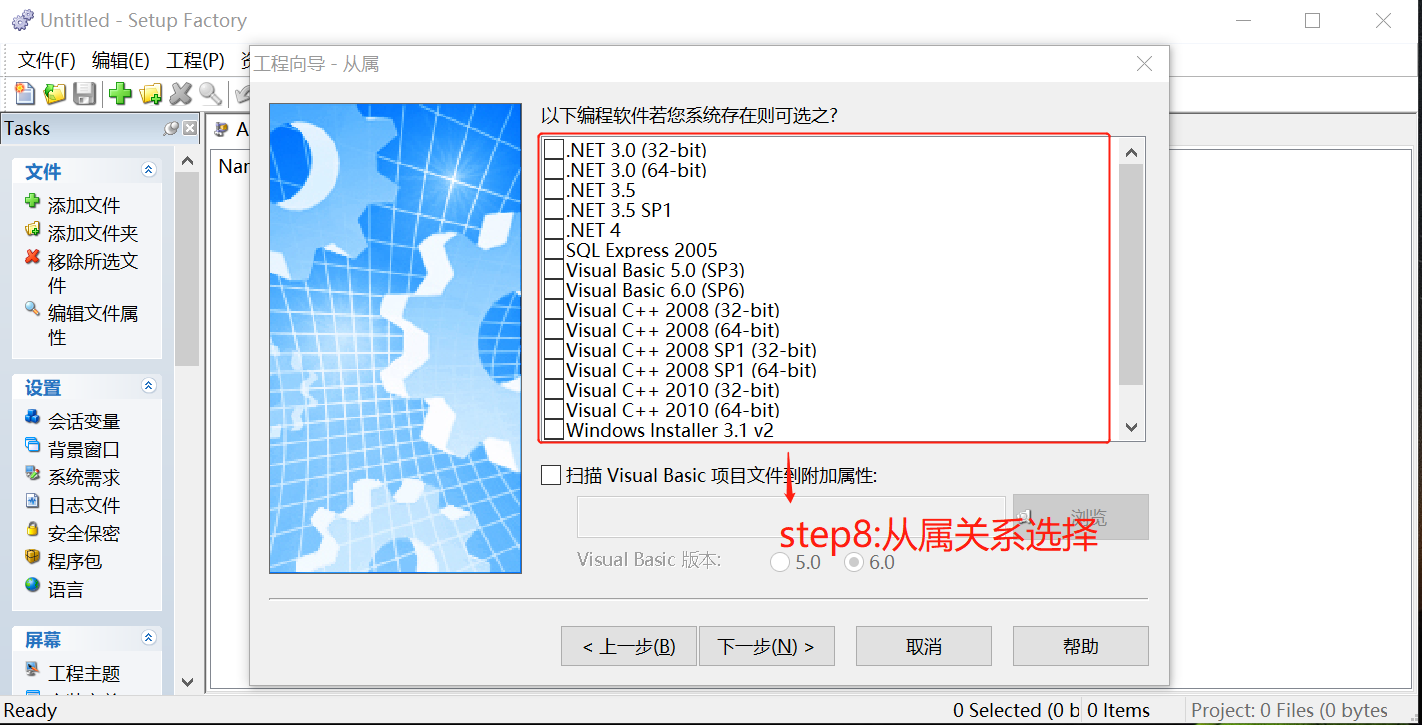 Untitled - Setup Factory
文件(F) 编辑(E) 工程(P)
工程向导 - 从属
Tasks
文件
添加文件
添加文件夹
移除所选文
件
编辑文件属
性
设置
会话变量
背景窗口
系统需求
日志文件
安全保密
程序包
语言
屏幕
工程主题
以下编程软件若您系统存在则可选之?
.NET 3.0 (32-bit)
.NET 3.0 (64-bit)
.NET 3.5
.NET 3.5 SP1
.NET 4
SQL Express 2005
Visual Basic 5.0 (SP3)
Visual Basic 6.0 (SP6)
Visual C++ 2008 (32-bit)
Visual C++ 2008 (64-bit)
Visual C++ 2008 SP1 (32-bit)
Visual C++ 2008 SP1 (64-bit)
Visual C++ 2010 (32-bit)
Visual C++ 2010 (64-bit)
Windows Installer 3.1 v2
扫描 Visual Basic 项目文件到附加属性:
浏览
step8:从属关系选择
Visual Basic 版本: 5.0 6.0
< 上一步(B) 下一步(N) > 取消 帮助
Ready 0 Selected (0 b 0 Items Project: 0 Files (0 bytes